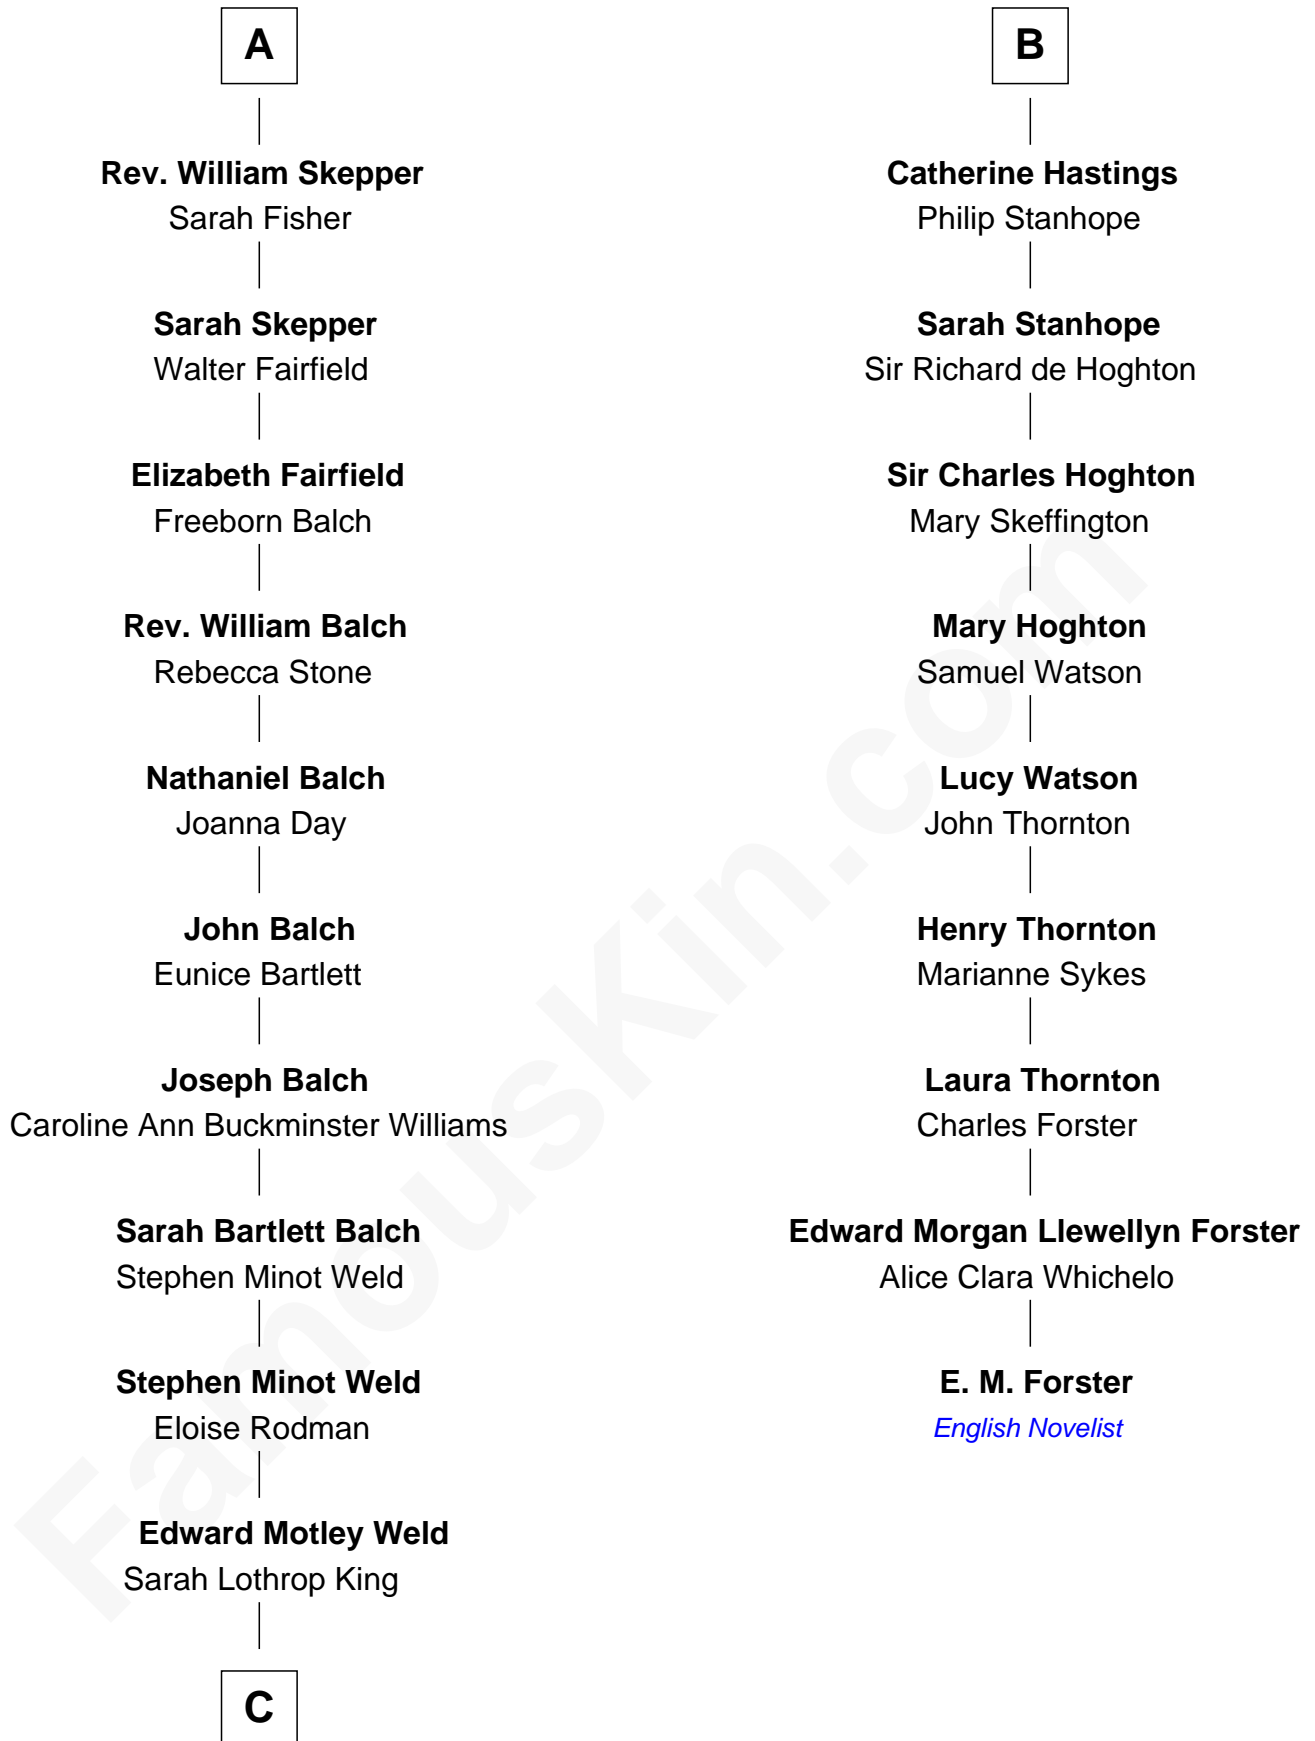 A
Rev. William Skepper
Sarah Fisher
Sarah Skepper
Walter Fairfield
Elizabeth Fairfield
Freeborn Balch
Rev. William Balch
Rebecca Stone
Nathaniel Balch
Joanna Day
John Balch
Eunice Bartlett
Joseph Balch
Caroline Ann Buckminster Williams
Sarah Bartlett Balch
Stephen Minot Weld
Stephen Minot Weld
Eloise Rodman
Edward Motley Weld
Sarah Lothrop King
C
B
Catherine Hastings
Philip Stanhope
Sarah Stanhope
Sir Richard de Hoghton
Sir Charles Hoghton
Mary Skeffington
Mary Hoghton
Samuel Watson
Lucy Watson
John Thornton
Henry Thornton
Marianne Sykes
Laura Thornton
Charles Forster
Edward Morgan Llewellyn Forster
Alice Clara Whichelo
E. M. Forster
English Novelist
FamousKin.com